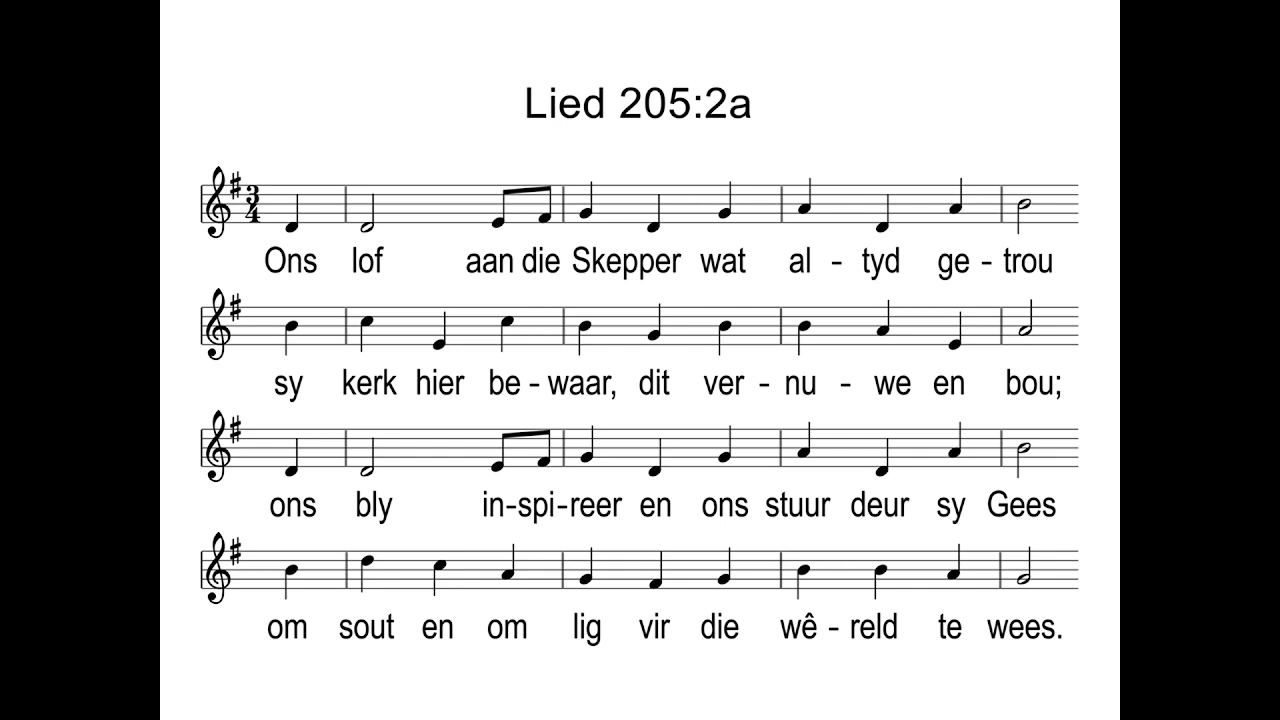 Lied 205:2a
3
4
Ons lof aan die Skepper wat al - tyd ge - trou
sy kerk hier be - waar, dit ver - nu - we en bou;
ons bly in-spi-reer en ons stuur deur sy Gees
om sout en om lig vir die wê - reld te wees.